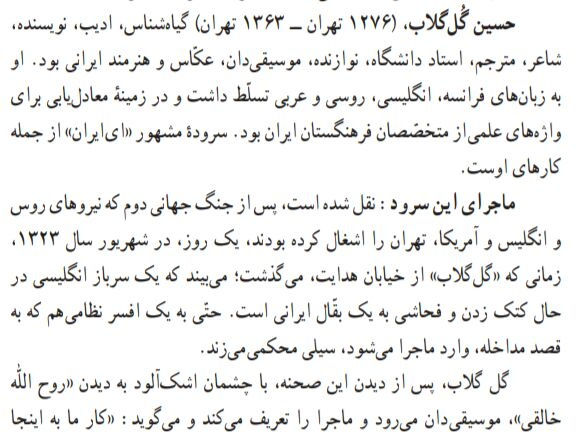 حسین گُل‌گلاب، (۱۲۷۶ تهران ــ ۱۳۶۳ تهران) گیاه‌شناس، ادیب، نویسنده،
شاعر، مترجم، استاد دانشگاه، نوازنده، موسیقی‌دان، عکّاس و هنرمند ایرانی بود. او
به زبان‌های فرانسه، انگلیسی، روسی و عربی تسلّط داشت و در زمینهٔ معادل‌یابی برای
واژه‌های علمی‌از متخصّصان فرهنگستان ایران بود. سرودهٔ مشهور «ای‌ایران» از جمله
کارهای اوست.
ماجرای این سرود : نقل شده است، پس از جنگ جهانی دوم که نیروهای روس
و انگلیس و آمریکا، تهران را اشغال کرده بودند، یک روز، در شهریور سال ۱۳۲۳،
زمانی که «گل‌گلاب» از خیابان هدایت، می‌گذشت؛ می‌بیند که یک سرباز انگلیسی در
حال کتک زدن و فحاشی به یک بقّال ایرانی است. حتّی به یک افسر نظامی‌هم که به
قصد مداخله، وارد ماجرا می‌شود، سیلی محکمی‌می‌زند.
گل گلاب، پس از دیدن این صحنه، با چشمان اشک‌آلود به دیدن «روح الله
خالقی»، موسیقی‌دان می‌رود و ماجرا را تعریف می‌کند و می‌گوید : «کار ما به اینجا